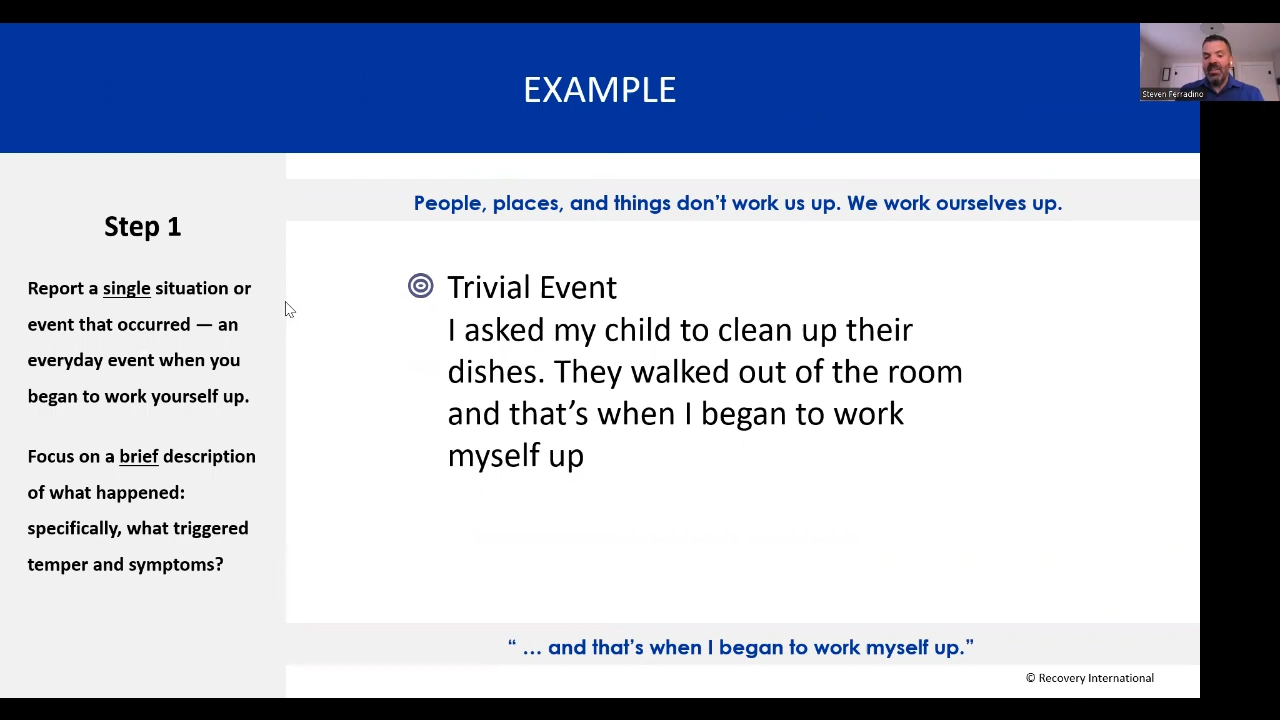 EXAMPLE
Steven Ferradino
People, places, and things don't work us up. We work ourselves up.
Step 1
Report a single situation or
event that occurred — an
everyday event when you
began to work yourself up.
Focus on a brief description
of what happened:
specifically, what triggered
temper and symptoms?
Trivial Event
I asked my child to clean up their
dishes. They walked out of the room
and that's when I began to work
myself up
“ ... and that's when I began to work myself up.”
© Recovery International